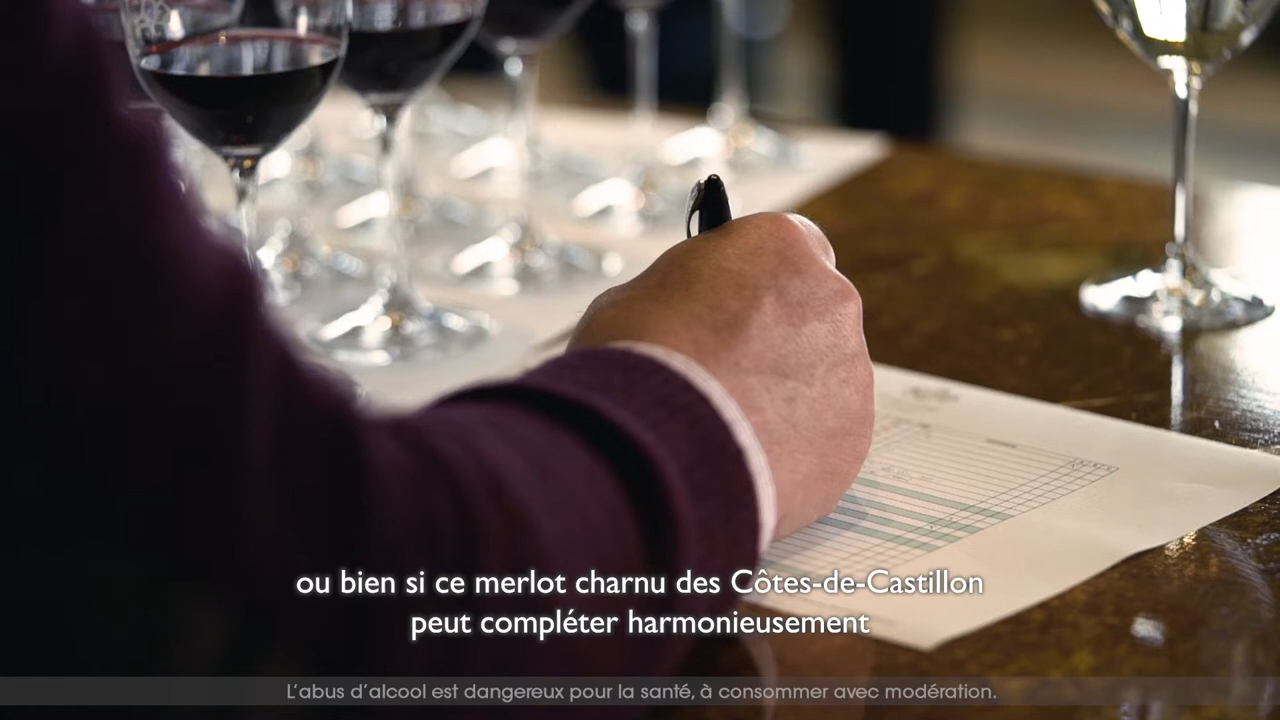 ou bien si ce merlot charnu des Côtes-de-Castillon
peut compléter harmonieusement
L'abus d'alcool est dangereux pour la santé, à consommer avec modération.